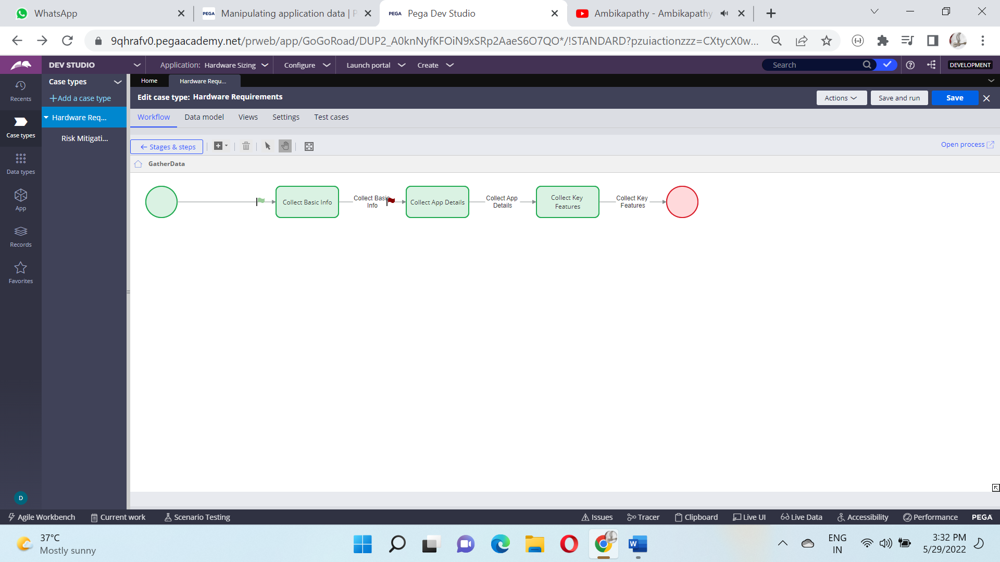 WhatsApp
PEGA Manipulating application data | P
PEGA Pega Dev Studio
Ambikapathy - Ambikapathy
9qhrafv0.pegaacademy.net/prweb/app/GoGoRoad/DUP2_A0knNyfKFOiN9xSRp2AaeS6O7QO*/!STANDARD?pzuiactionzzz=CXtycX0w...
DEV STUDIO
Application: Hardware Sizing
Configure
Launch portal
Create
Search
DEVELOPMENT
Recents
Case types
Data types
App
Records
Favorites
D
Case types
+Add a case type
Hardware Req...
Risk Mitigati...
Home
Hardware Requ...
Edit case type: Hardware Requirements
Actions
Save and run
Save
Workflow
Data model
Views
Settings
Test cases
Stages & steps
Open process
GatherData
Collect Basic Info
Collect Basic
Info
Collect App Details
Collect App
Details
Collect Key
Features
Collect Key
Features
Agile Workbench
Current work
Scenario Testing
Issues
Tracer
Clipboard
Live UI
Live Data
Accessibility
Performance
PEGA
37°C
Mostly sunny
W
ENG
IN
3:32 PM
5/29/2022